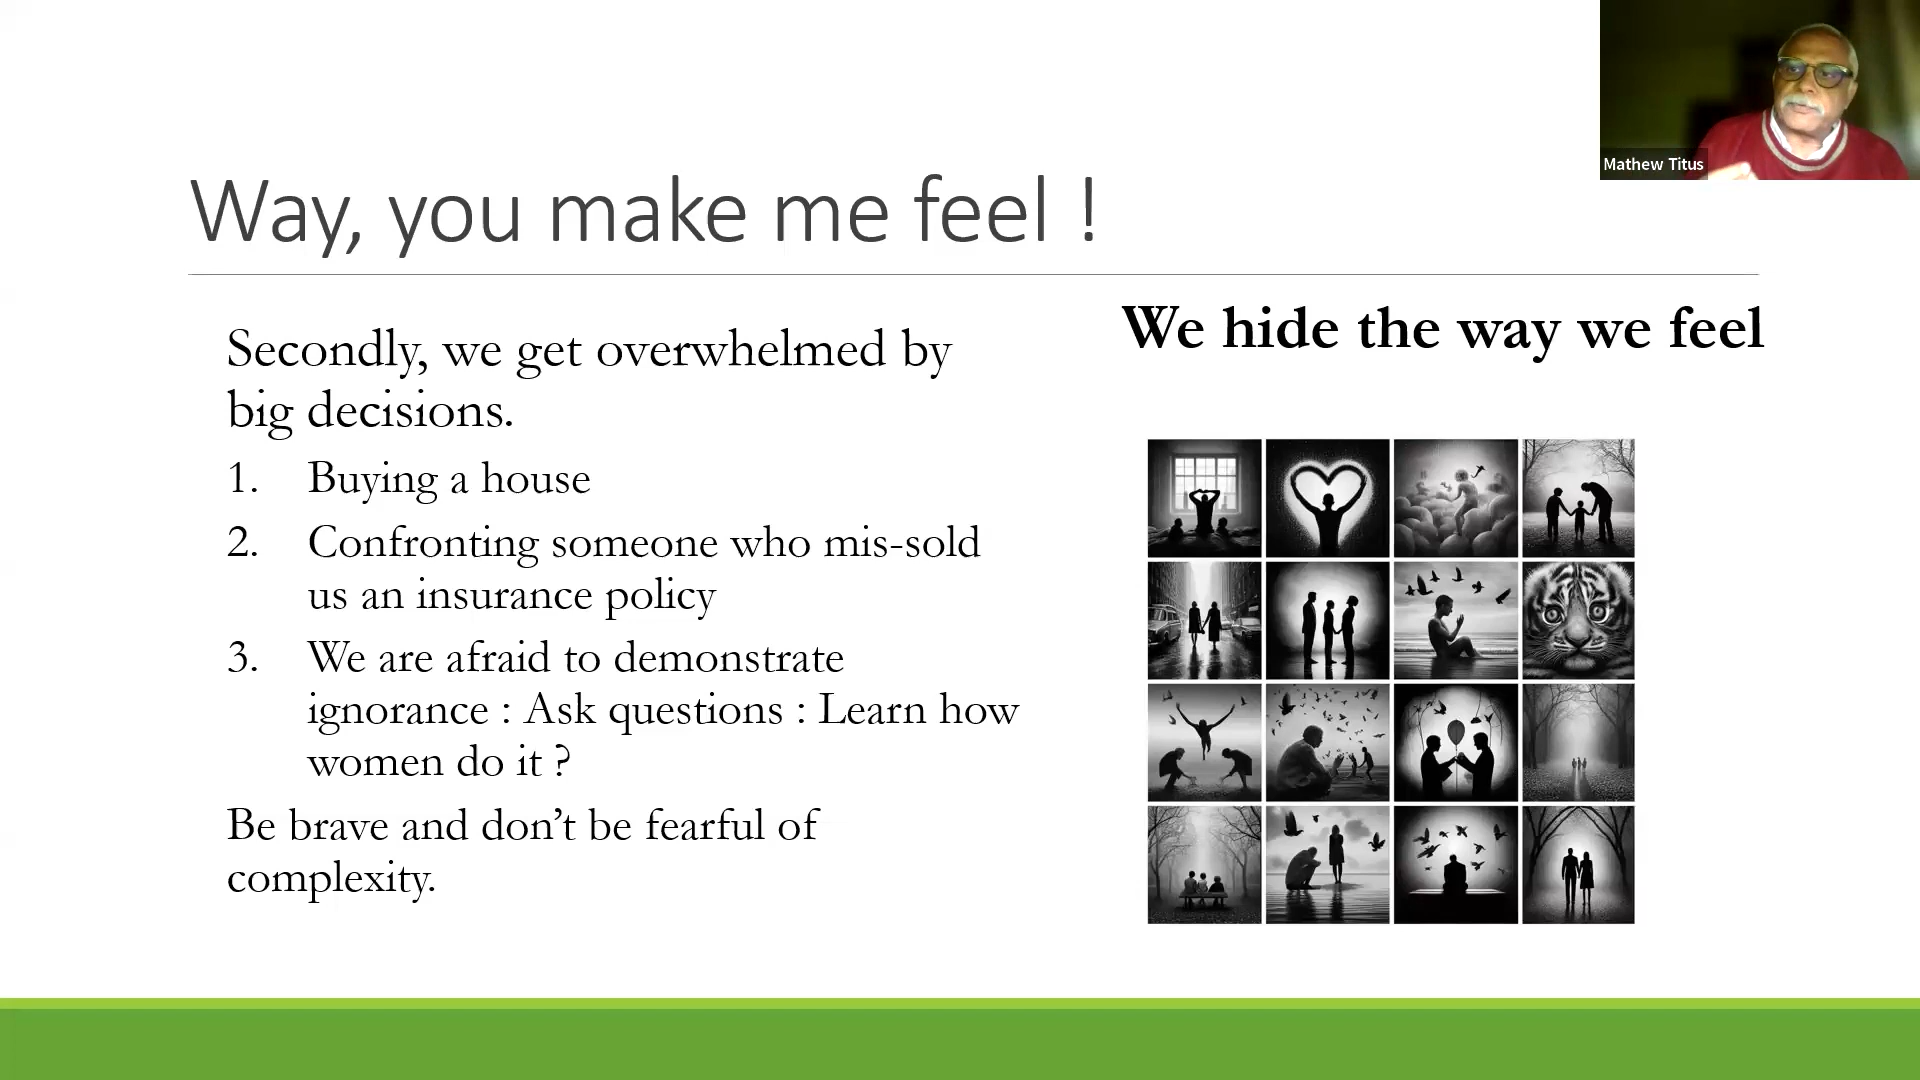 Mathew Titus
Way, you make me feel !
Secondly, we get overwhelmed by
big decisions.
1. Buying a house
2. Confronting someone who mis-sold
us an insurance policy
3. We are afraid to demonstrate
ignorance : Ask questions : Learn how
women do it ?
Be brave and don’t be fearful of
complexity.
We hide the way we feel